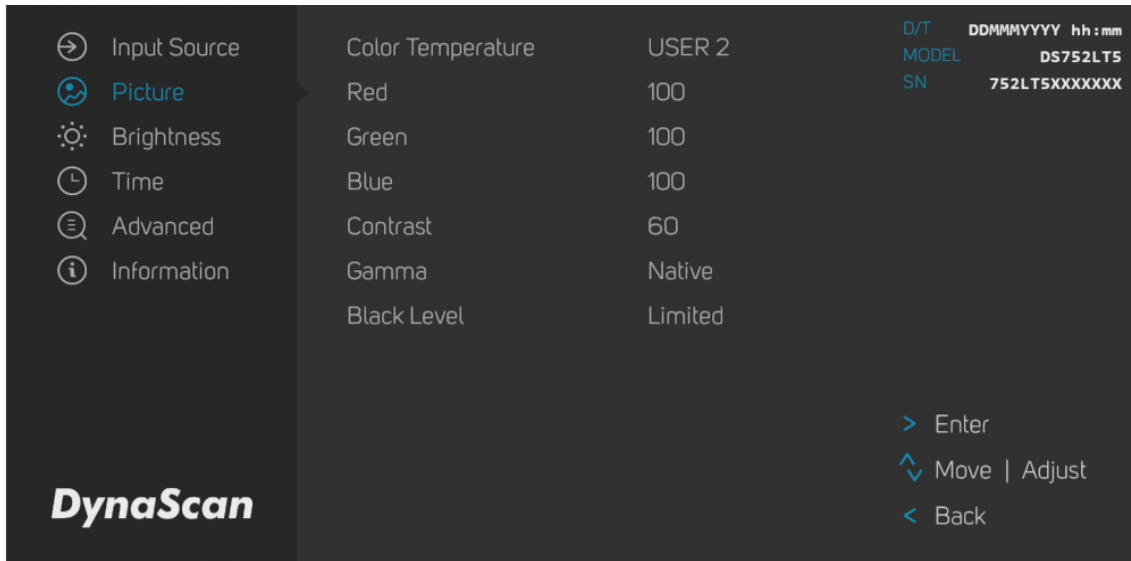 Input Source
Picture
Brightness
Time
Advanced
Information
DynaScan
Color Temperature USER 2
Red 100
Green 100
Blue 100
Contrast 60
Gamma Native
Black Level Limited
D/T DDMMMYYYY hh:mm
MODEL DS752LT5
SN 752LT5XXXXXXX
> Enter
Move | Adjust
< Back